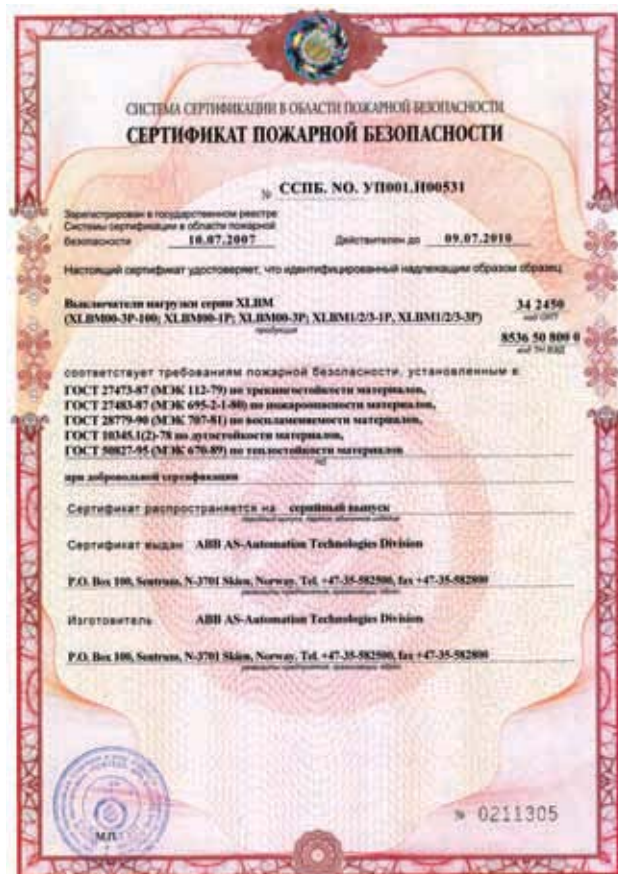 СИСТЕМА СЕРТИФИКАЦИИ В ОБЛАСТИ ПОЖАРНОЙ БЕЗОПАСНОСТИ
СЕРТИФИКАТ ПОЖАРНОЙ БЕЗОПАСНОСТИ
№ ССПБ. NO. УП001.Н00531
Зарегистрирован в государственном реестре
Системы сертификации в области пожарной
безопасности 10.07.2007 Действителен до 09.07.2010
Настоящий сертификат удостоверяет, что идентифицированный надлежащим образом образец
Выключатели нагрузки серии XLBM 34 2450
(XLBM00-3P-100; XLBM00-1P; XLBM00-3P; XLBM1/2/3-1P, XLBM1/2/3-3P) код ОКП
продукции
8536 50 800 0
код ТН ВЭД
соответствует требованиям пожарной безопасности, установленным в
ГОСТ 27473-87 (МЭК 112-79) по трекингостойкости материалов,
ГОСТ 27483-87 (МЭК 695-2-1-80) по пожароопасности материалов,
ГОСТ 28779-90 (МЭК 707-81) по воспламеняемости материалов,
ГОСТ 10345.1(2)-78 по дугостойкости материалов,
ГОСТ 50827-95 (МЭК 670-89) по теплостойкости материалов
НД
при добровольной сертификации
Сертификат распространяется на серийный выпуск
Сертификат выдан ABB AS-Automation Technologies Division
P.O. Box 100, Sentrum, N-3701 Skien, Norway, Tel. +47-35-582500, fax +47-35-582800
Изготовитель ABB AS-Automation Technologies Division
P.O. Box 100, Sentrum, N-3701 Skien, Norway, Tel. +47-35-582500, fax +47-35-582800
М.П.
№ 0211305